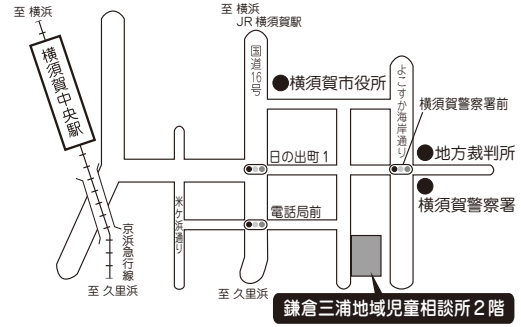 至 横浜
至 横浜
JR 横須賀駅
横須賀中央駅
国道16号
●横須賀市役所
よこすか海岸通り
横須賀警察署前
日の出町1
●地方裁判所
●
横須賀警察署
米ケ浜通り
電話局前
京浜急行線
至 久里浜
至 久里浜
鎌倉三浦地域児童相談所2階